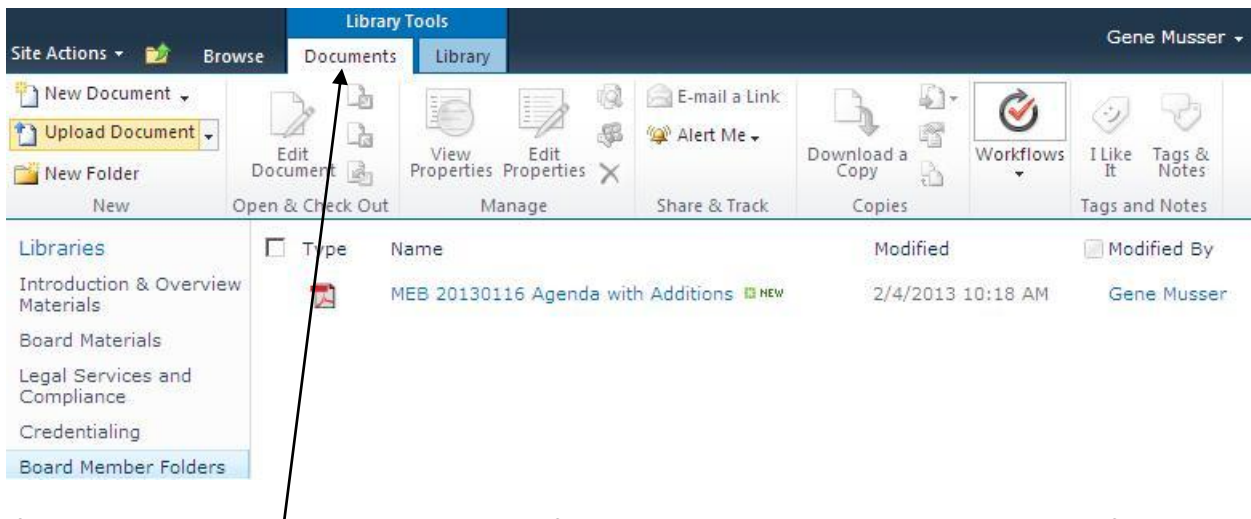 Library Tools
Gene Musser
Site Actions
Browse
Documents
Library
New Document
Upload Document
New Folder
New
Edit
Document
Open & Check Out
View
Properties
Edit
Properties
Manage
E-mail a Link
Alert Me
Share & Track
Download a
Copy
Copies
Workflows
I Like
It
Tags &
Notes
Tags and Notes
Libraries
Introduction & Overview
Materials
Board Materials
Legal Services and
Compliance
Credentialing
Board Member Folders
Type Name Modified Modified By
MEB 20130116 Agenda with Additions NEW 2/4/2013 10:18 AM Gene Musser